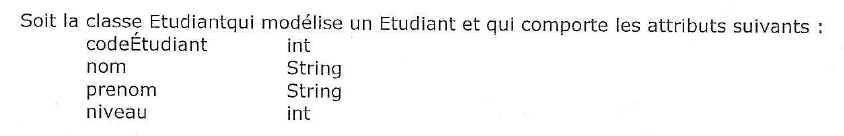 Soit la classe Etudiantqui modélise un Etudiant et qui comporte les attributs suivants :
codeÉtudiant int
nom String
prenom String
niveau int